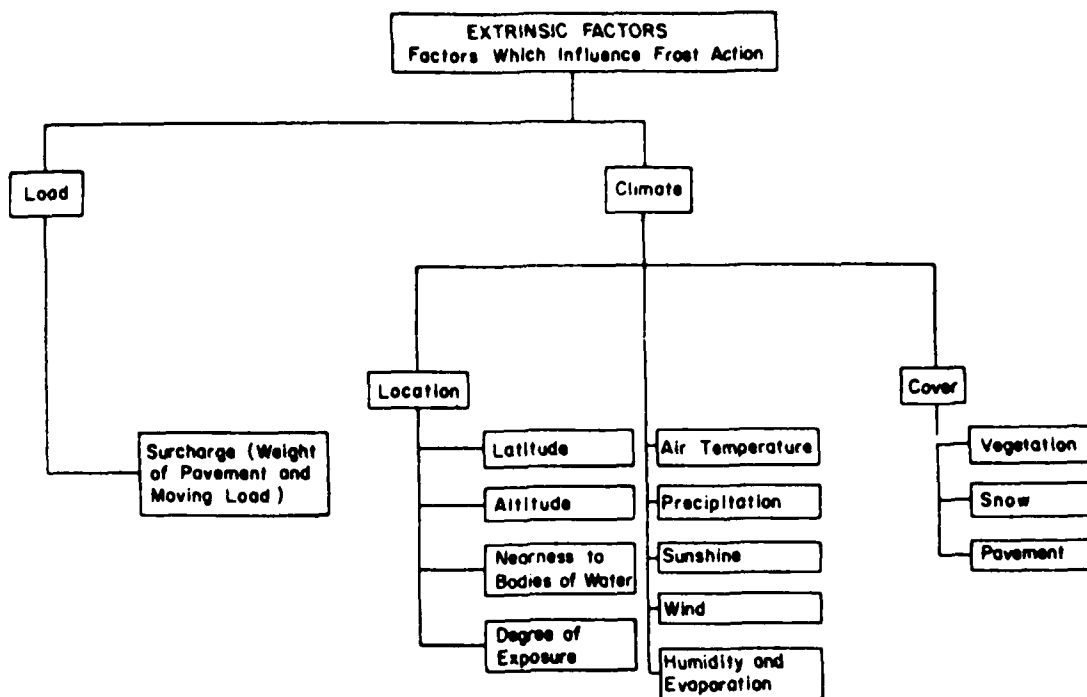 EXTRINSIC FACTORS
Factors Which Influence Frost Action
Load
Climate
Location
Cover
Surcharge (Weight
of Pavement and
Moving Load)
Latitude
Altitude
Nearness to
Bodies of Water
Degree of
Exposure
Air Temperature
Precipitation
Sunshine
Wind
Humidity and
Evaporation
Vegetation
Snow
Pavement